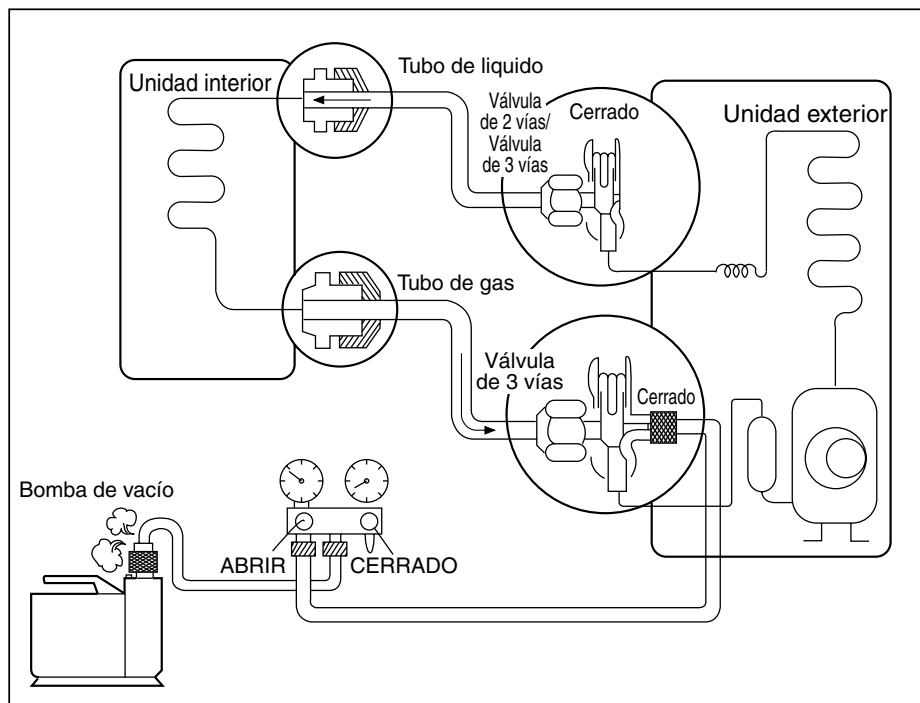 Unidad interior
Tubo de liquido
Válvula
de 2 vías/
Válvula
de 3 vías
Cerrado
Unidad exterior
Tubo de gas
Válvula
de 3 vías
Cerrado
Bomba de vacío
ABRIR
CERRADO